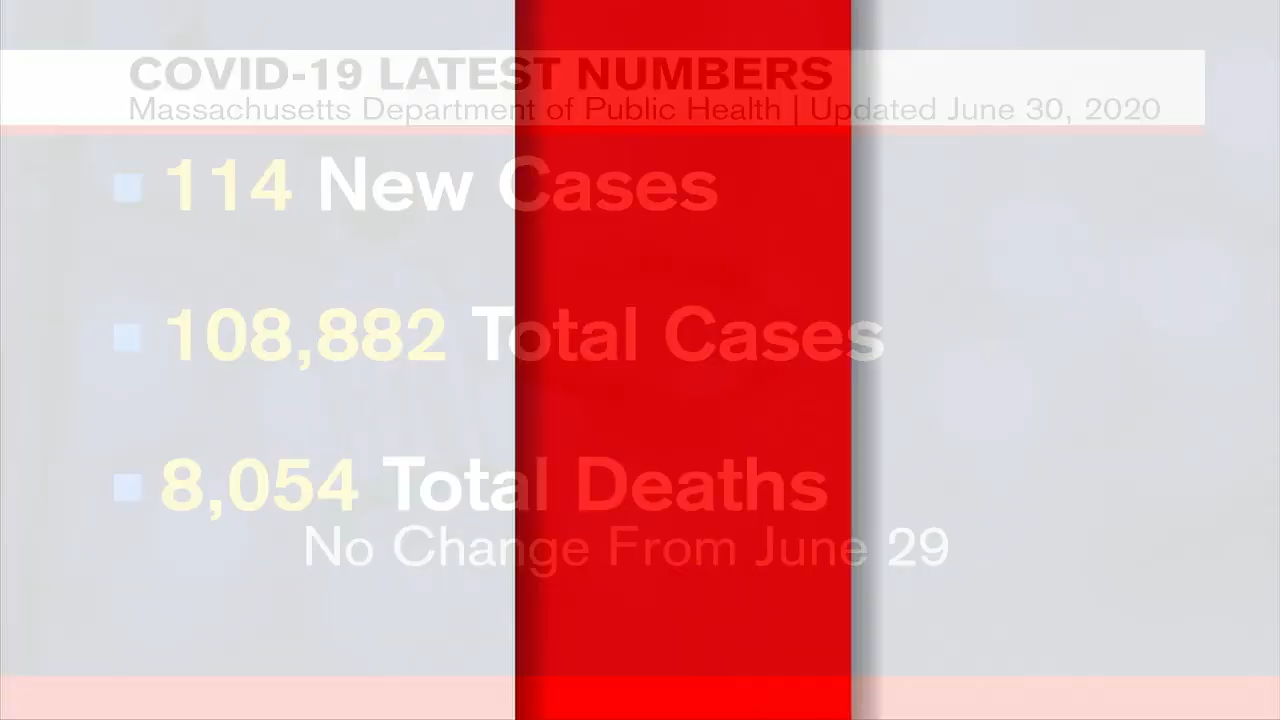 COVID-19 LATEST NUMBERS
Massachusetts Department of Public Health | Updated June 30, 2020
114 New Cases
108,882 Total Cases
8,054 Total Deaths
No Change From June 29